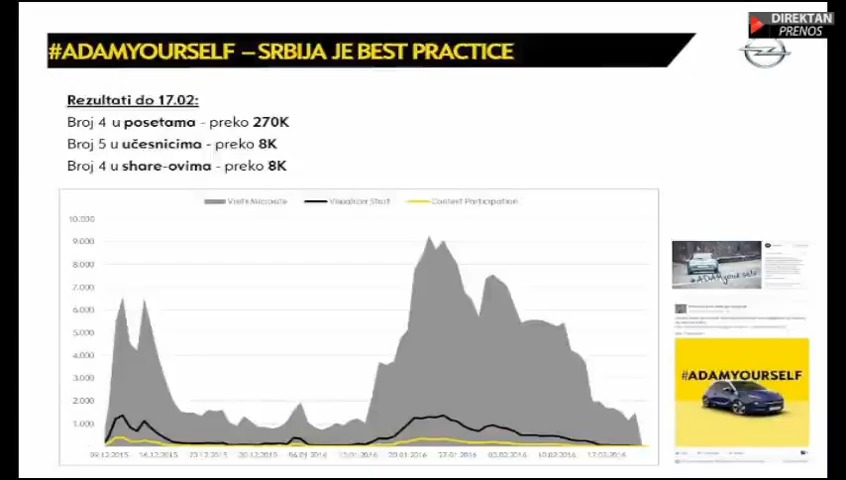 DIREKTAN
PRENOS
#ADAMYOURSELF – SRBIJA JE BEST PRACTICE
Rezultati do 17.02:
Broj 4 u posetama - preko 270K
Broj 5 u učesnicima - preko 8K
Broj 4 u share-ovima - preko 8K
Visits Microsite Visualizer Start Contest Participation
10.000
9.000
8.000
7.000
6.000
5.000
4.000
3.000
2.000
1.000
09.12.2015 16.12.2015 23.12.2015 30.12.2015 06.01.2016 13.01.2016 20.01.2016 27.01.2016 03.02.2016 10.02.2016 17.02.2016
#ADAMyourself
#ADAMYOURSELF